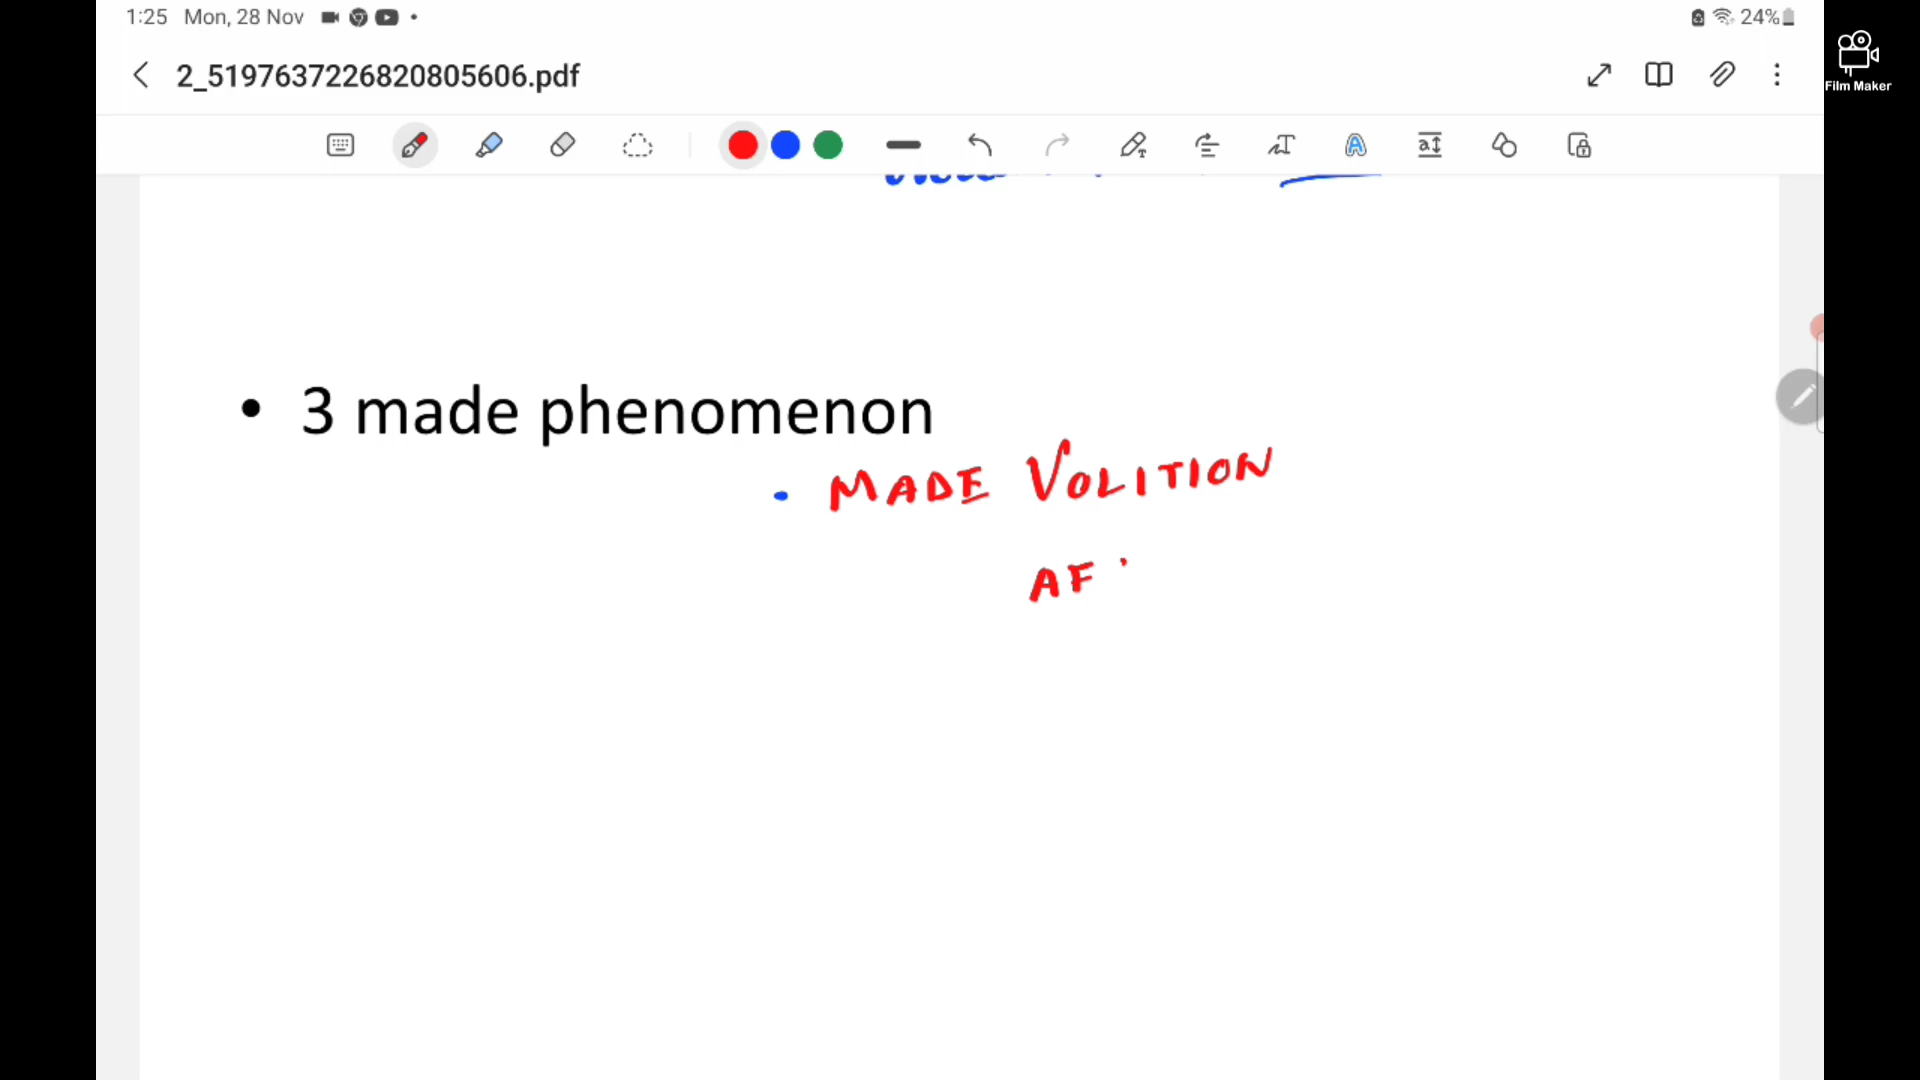 1:25 Mon, 28 Nov
24%
Film Maker
2_5197637226820805606.pdf
• 3 made phenomenon
• MADE VOLITION
AF